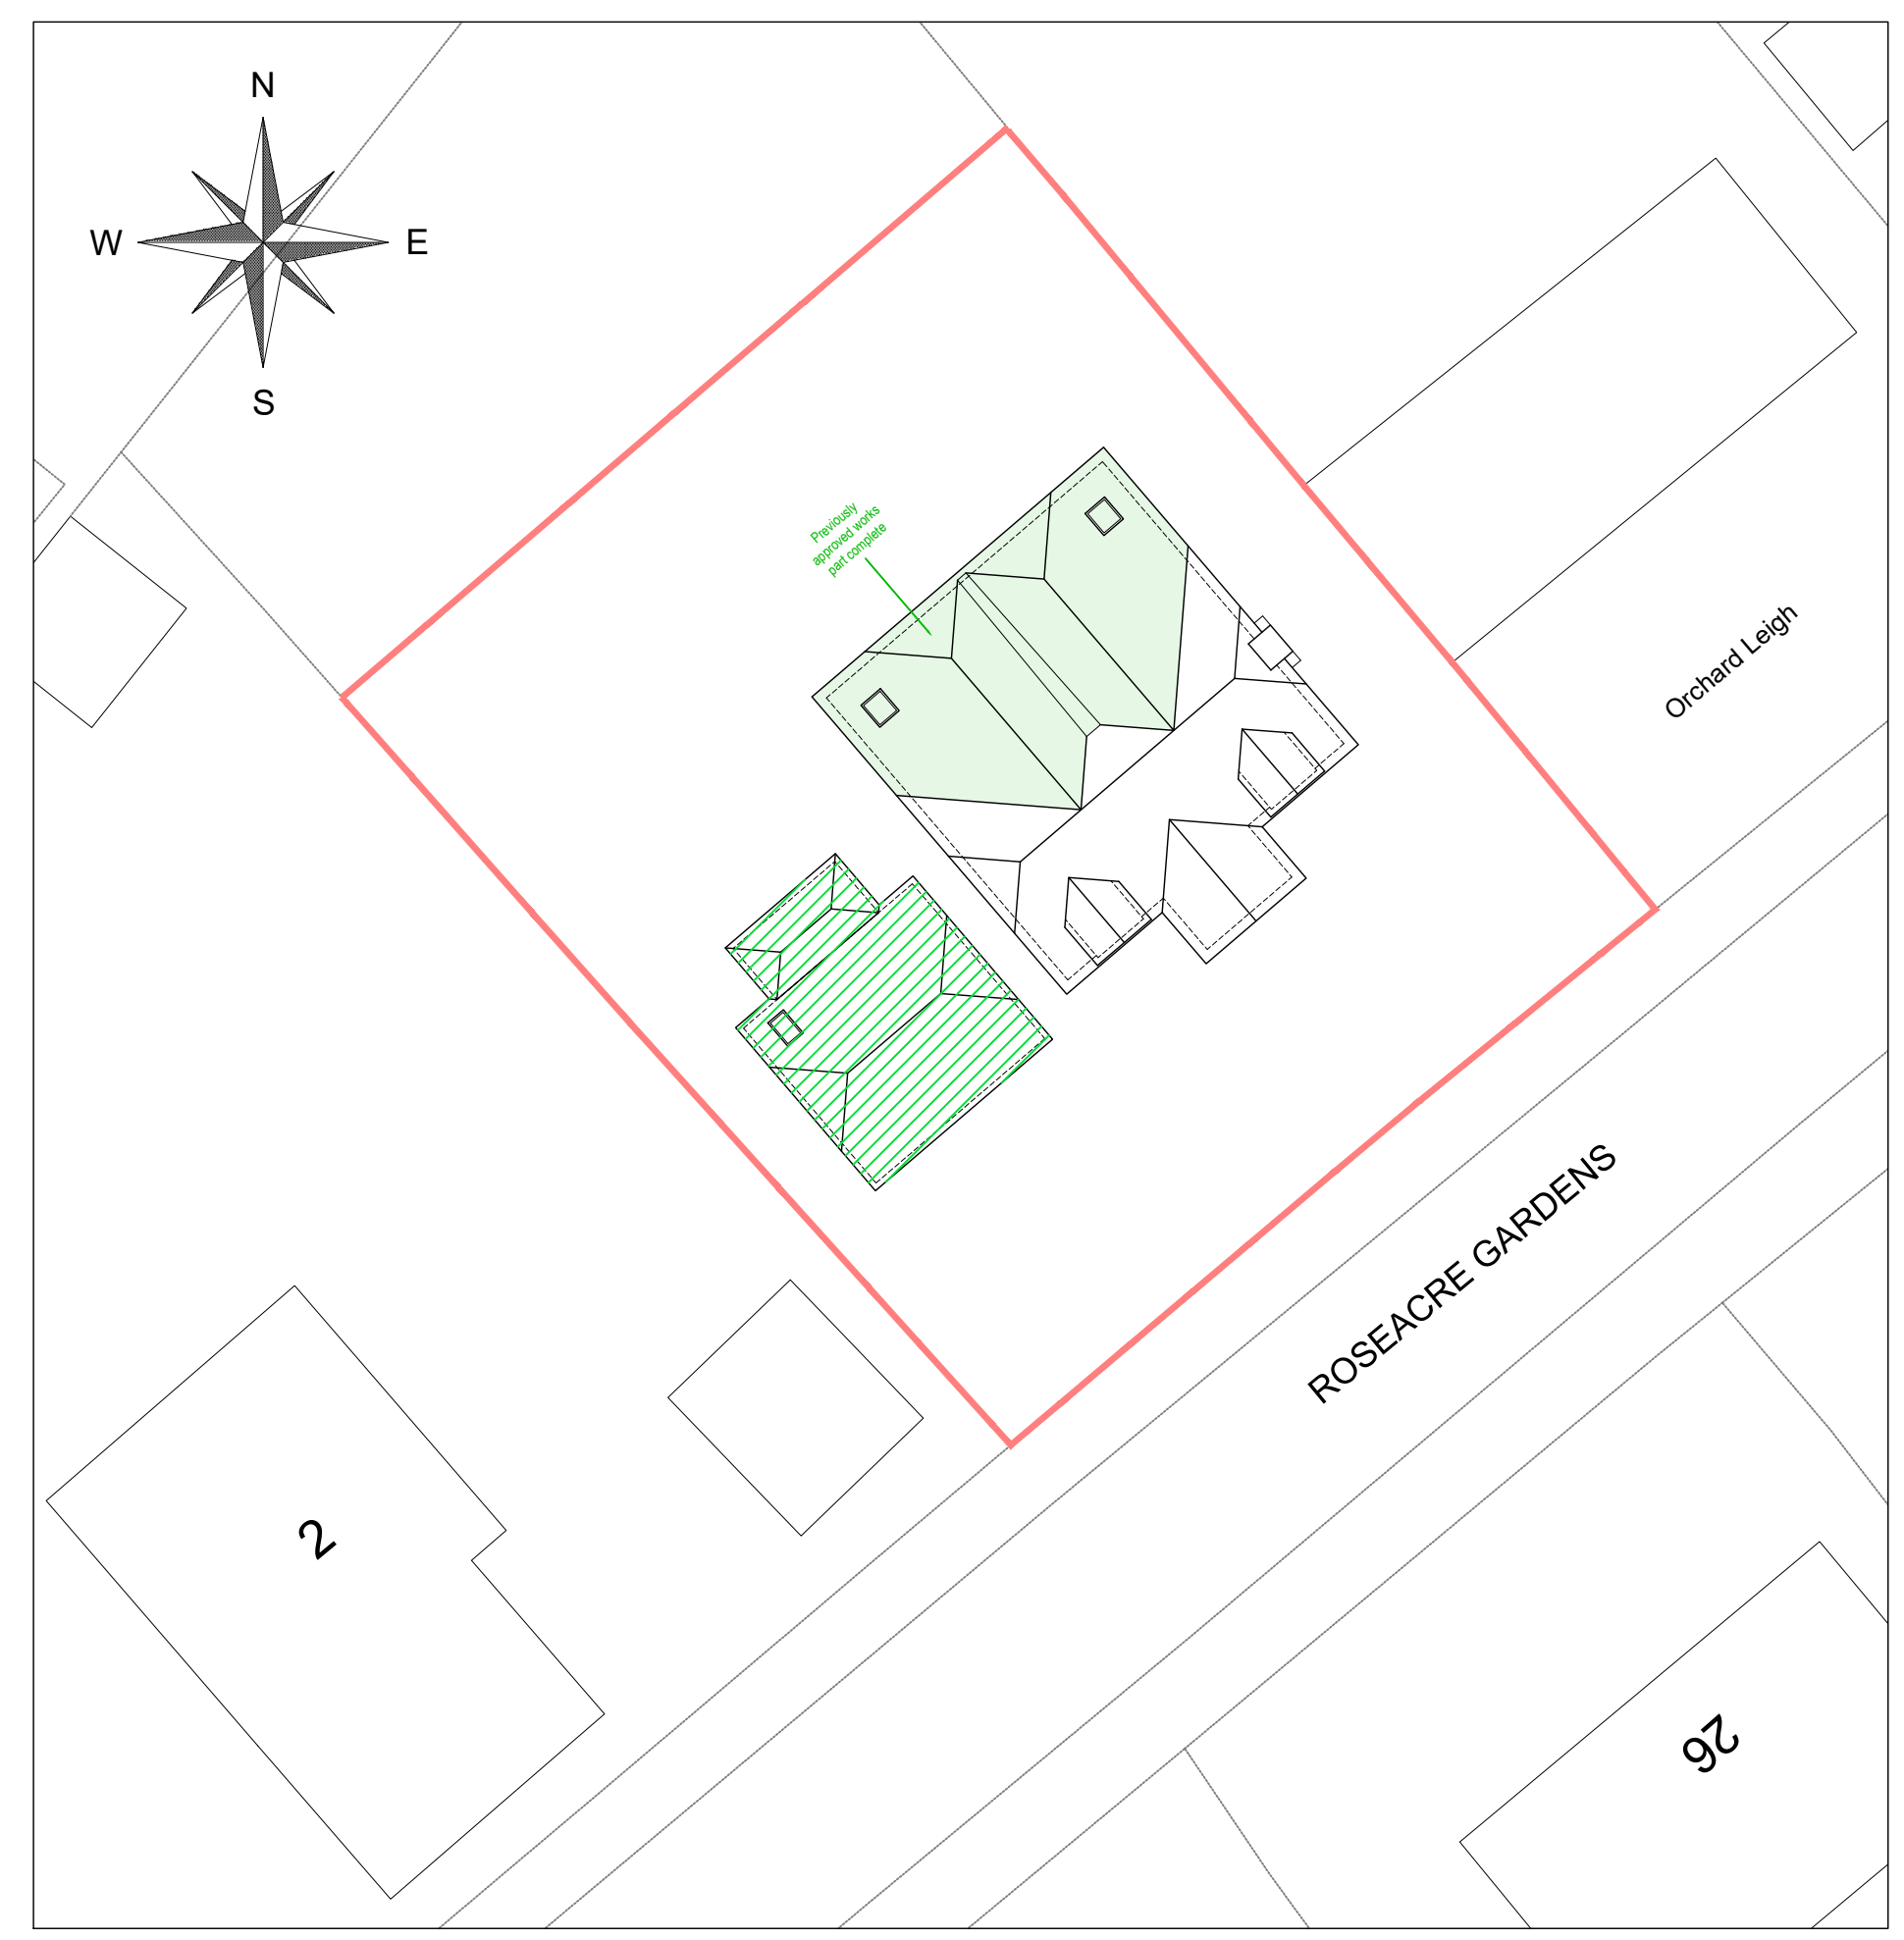 N
W
E
S
Previously
approved works
part complete
Orchard Leigh
ROSEACRE GARDENS
2
26